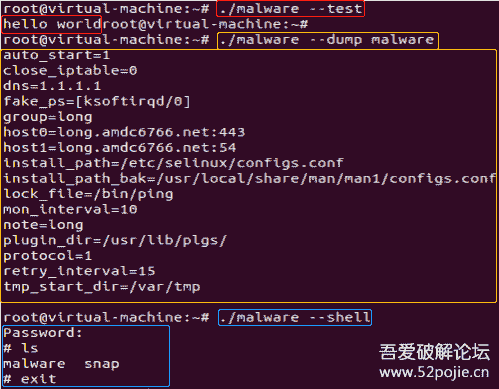 root@virtual-machine:~# ./malware --test
hello worldroot@virtual-machine:~#
root@virtual-machine:~# ./malware --dump malware
auto_start=1
close_iptable=0
dns=1.1.1.1
fake_ps=[ksoftirqd/0]
group=long
host0=long.amdc6766.net:443
host1=long.amdc6766.net:54
install_path=/etc/selinux/configs.conf
install_path_bak=/usr/local/share/man/man1/configs.conf
lock_file=/bin/ping
mon_interval=10
note=long
plugin_dir=/usr/lib/plgs/
protocol=1
retry_interval=15
tmp_start_dir=/var/tmp
root@virtual-machine:~# ./malware --shell
Password:
# ls
malware  snap
# exit
吾爱破解论坛
www.52pojie.cn